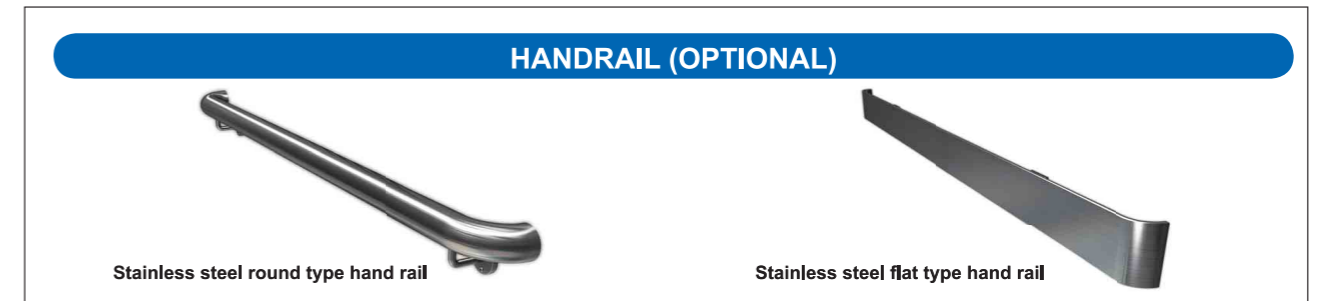 HANDRAIL (OPTIONAL)
Stainless steel round type hand rail
Stainless steel flat type hand rail